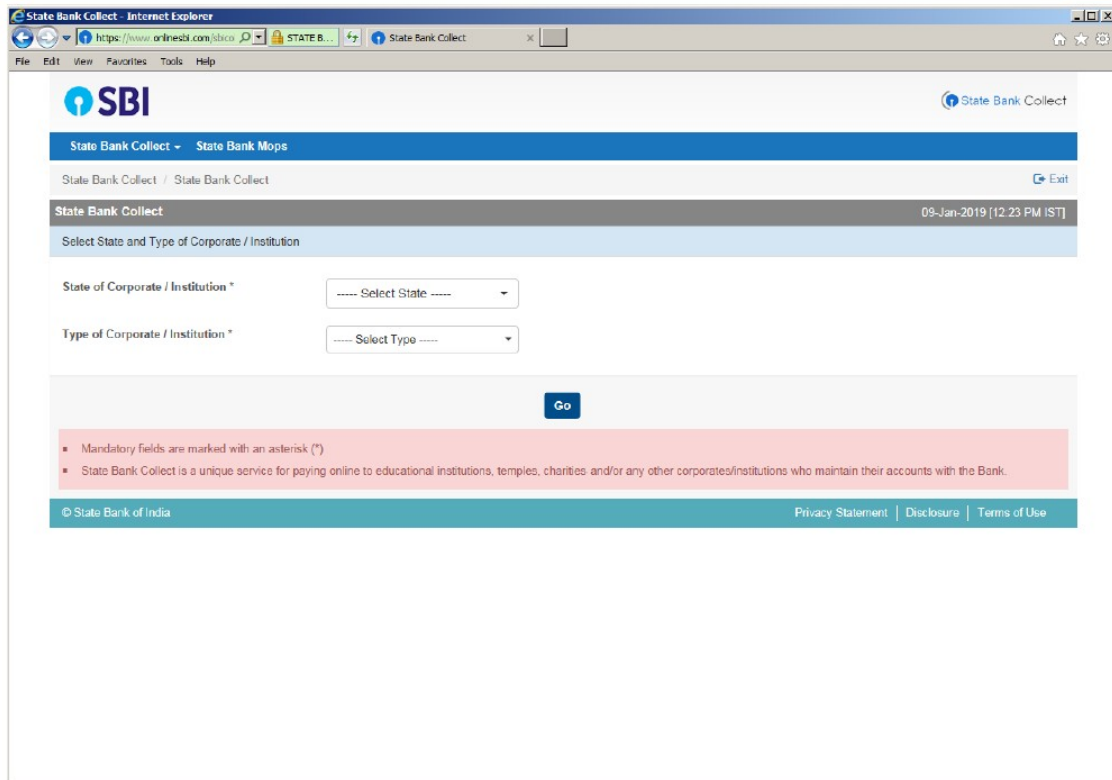 State Bank Collect - Internet Explorer
https://www.onlinesbi.com/sbico STATE B... State Bank Collect
File Edit View Favorites Tools Help
SBI State Bank Collect
State Bank Collect State Bank Mops
State Bank Collect / State Bank Collect Exit
State Bank Collect 09-Jan-2019 [12:23 PM IST]
Select State and Type of Corporate / Institution
State of Corporate / Institution * ----- Select State -----
Type of Corporate / Institution * ----- Select Type -----
Go
Mandatory fields are marked with an asterisk (*)
State Bank Collect is a unique service for paying online to educational institutions, temples, charities and/or any other corporates/institutions who maintain their accounts with the Bank.
© State Bank of India Privacy Statement | Disclosure | Terms of Use